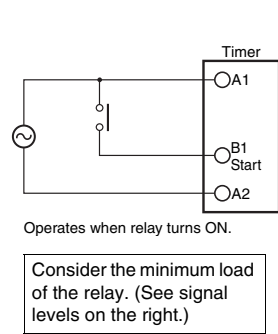 Timer
A1
B1
Start
A2
Operates when relay turns ON.
Consider the minimum load
of the relay. (See signal
levels on the right.)